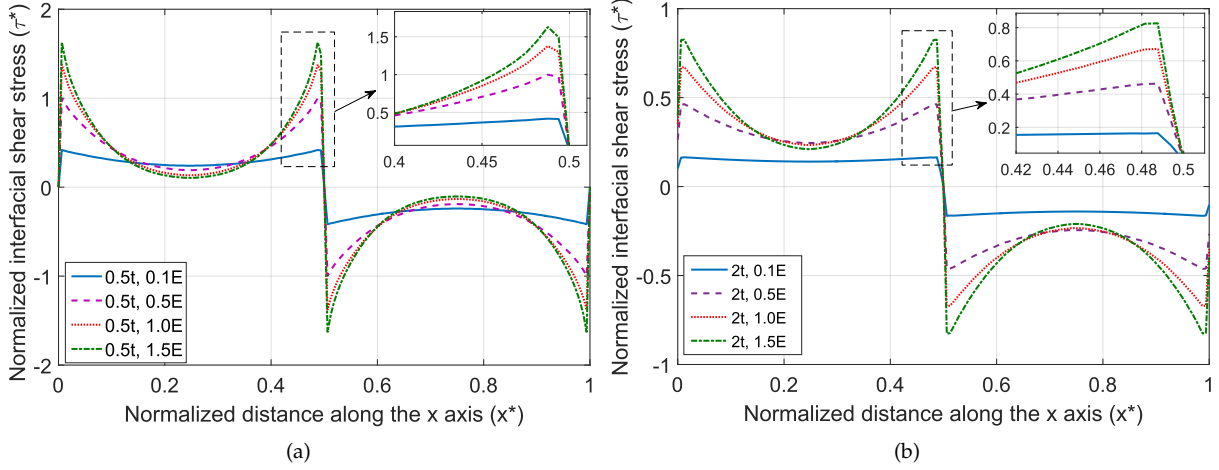 Normalized interfacial shear stress (τ*)
2
1
0
-1
-2
0
0.2
0.4
0.6
0.8
1
Normalized distance along the x axis (x*)
1.5
1
0.5
0.4
0.45
0.5
0.5t, 0.1E
0.5t, 0.5E
0.5t, 1.0E
0.5t, 1.5E
(a)
Normalized interfacial shear stress (τ*)
1
0.5
0
-0.5
-1
0
0.2
0.4
0.6
0.8
1
Normalized distance along the x axis (x*)
0.8
0.6
0.4
0.2
0.42
0.44
0.46
0.48
0.5
2t, 0.1E
2t, 0.5E
2t, 1.0E
2t, 1.5E
(b)